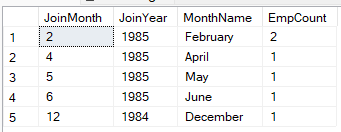 JoinMonth JoinYear MonthName EmpCount
1 2 1985 February 2
2 4 1985 April 1
3 5 1985 May 1
4 6 1985 June 1
5 12 1984 December 1